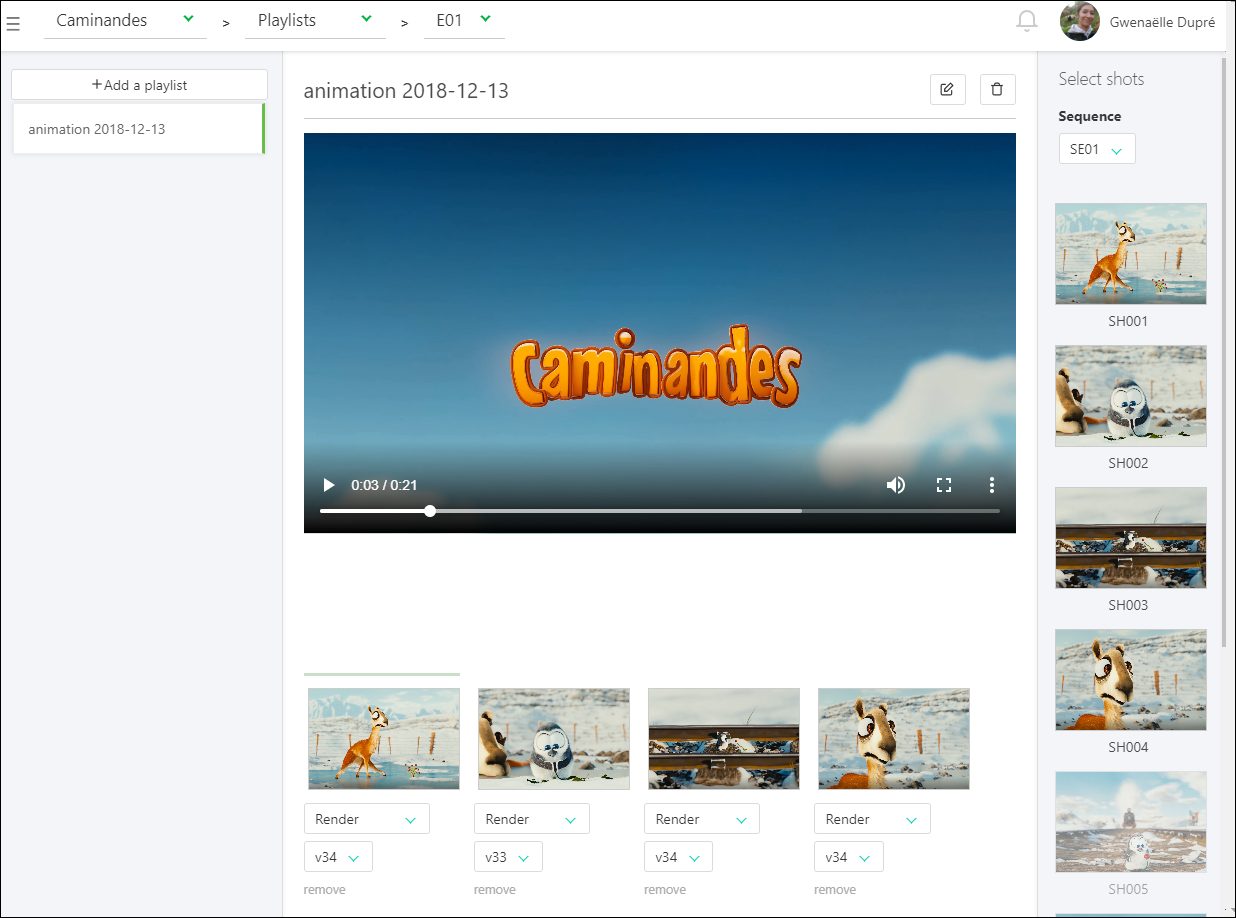 Caminandes > Playlists > E01 Gwenaëlle Dupré
+Add a playlist
animation 2018-12-13
animation 2018-12-13
Caminandes
0:03 / 0:21
Render Render Render Render
v34 v33 v34 v34
remove remove remove remove
Select shots
Sequence
SE01
SH001
SH002
SH003
SH004
SH005